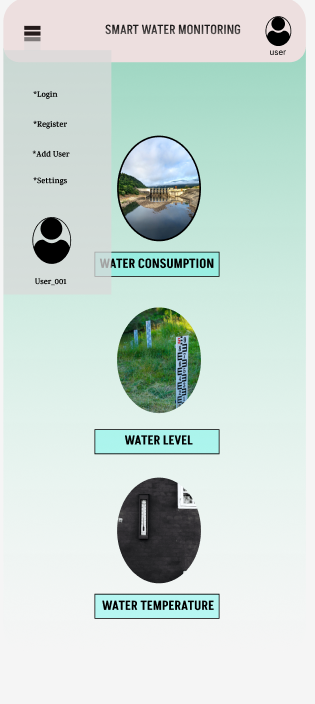 SMART WATER MONITORING
user
*Login
*Register
*Add User
*Settings
User_001
WATER CONSUMPTION
WATER LEVEL
WATER TEMPERATURE